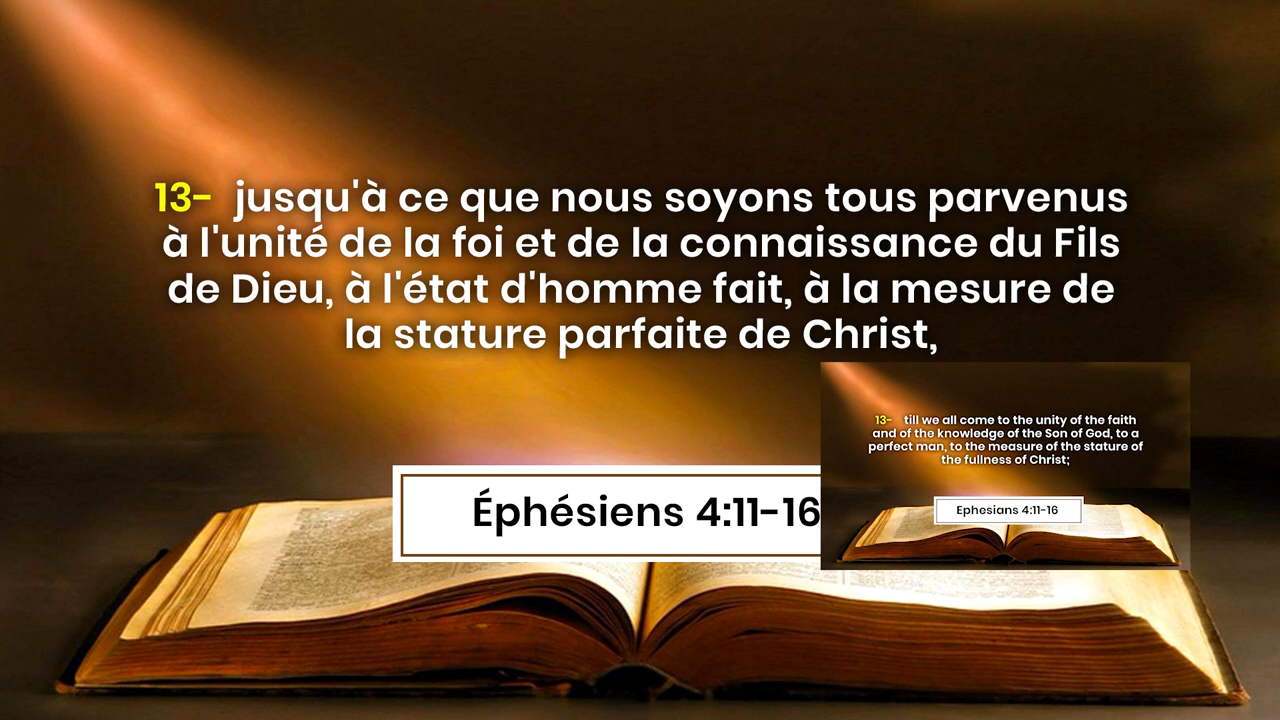 13- jusqu'à ce que nous soyons tous parvenus
à l'unité de la foi et de la connaissance du Fils
de Dieu, à l'état d'homme fait, à la mesure de
la stature parfaite de Christ,
Éphésiens 4:11-16
13- till we all come to the unity of the faith
and of the knowledge of the Son of God, to a
perfect man, to the measure of the stature of
the fullness of Christ;
Ephesians 4:11-16